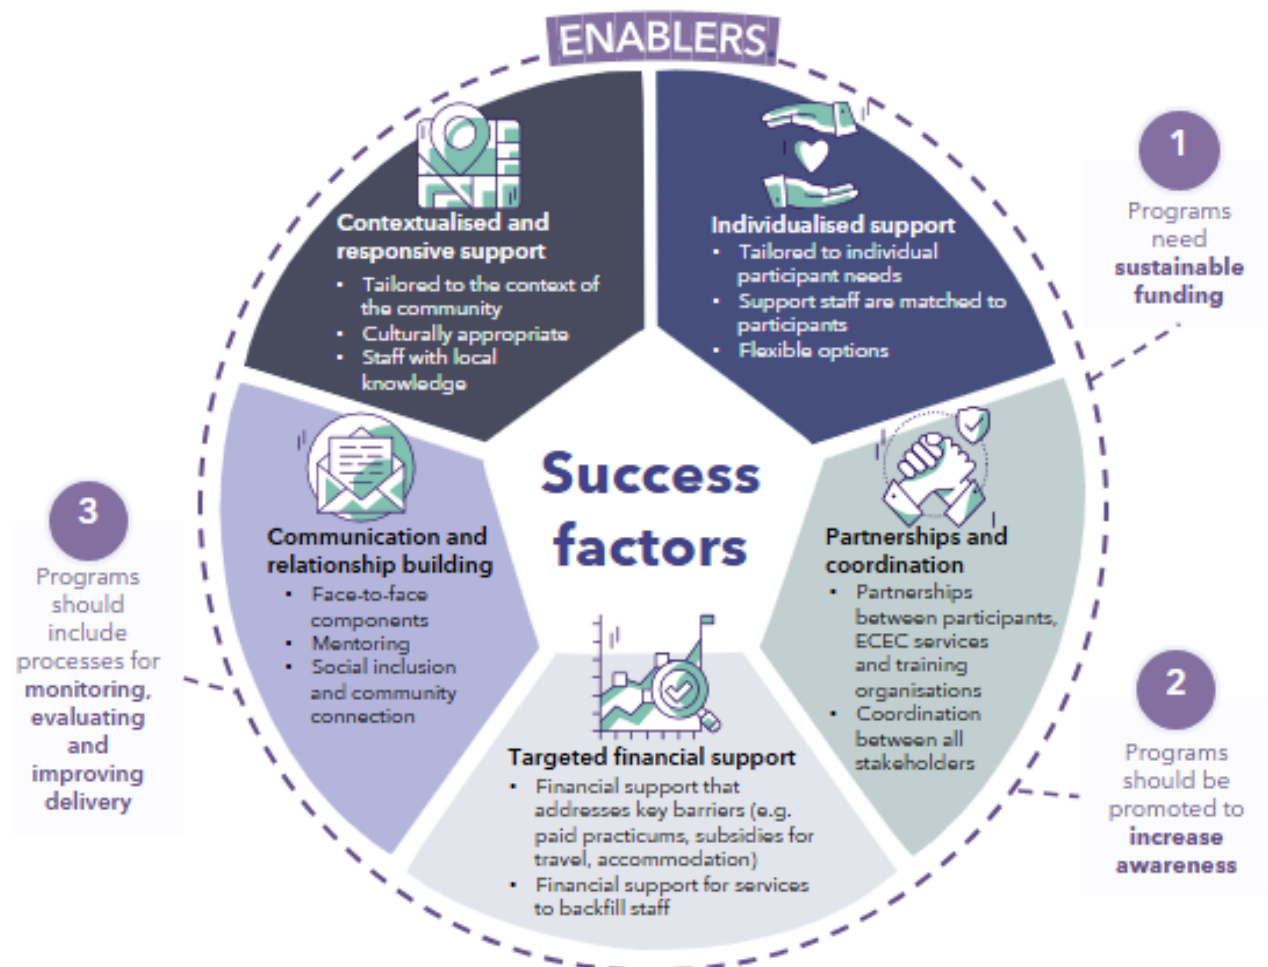 ENABLERS
Contextualised and
responsive support
• Tailored to the context of
the community
• Culturally appropriate
• Staff with local
knowledge
Individualised support
• Tailored to individual
participant needs
• Support staff are matched to
participants
• Flexible options
1
Programs
need
sustainable
funding
Success
factors
Communication and
relationship building
• Face-to-face
components
• Mentoring
• Social inclusion
and community
connection
Partnerships and
coordination
• Partnerships
between participants,
ECEC services
and training
organisations
• Coordination
between all
stakeholders
3
Programs
should
include
processes for
monitoring,
evaluating
and
improving
delivery
Targeted financial support
• Financial support that
addresses key barriers (e.g.
paid practicums, subsidies for
travel, accommodation)
• Financial support for services
to backfill staff
2
Programs
should be
promoted to
increase
awareness